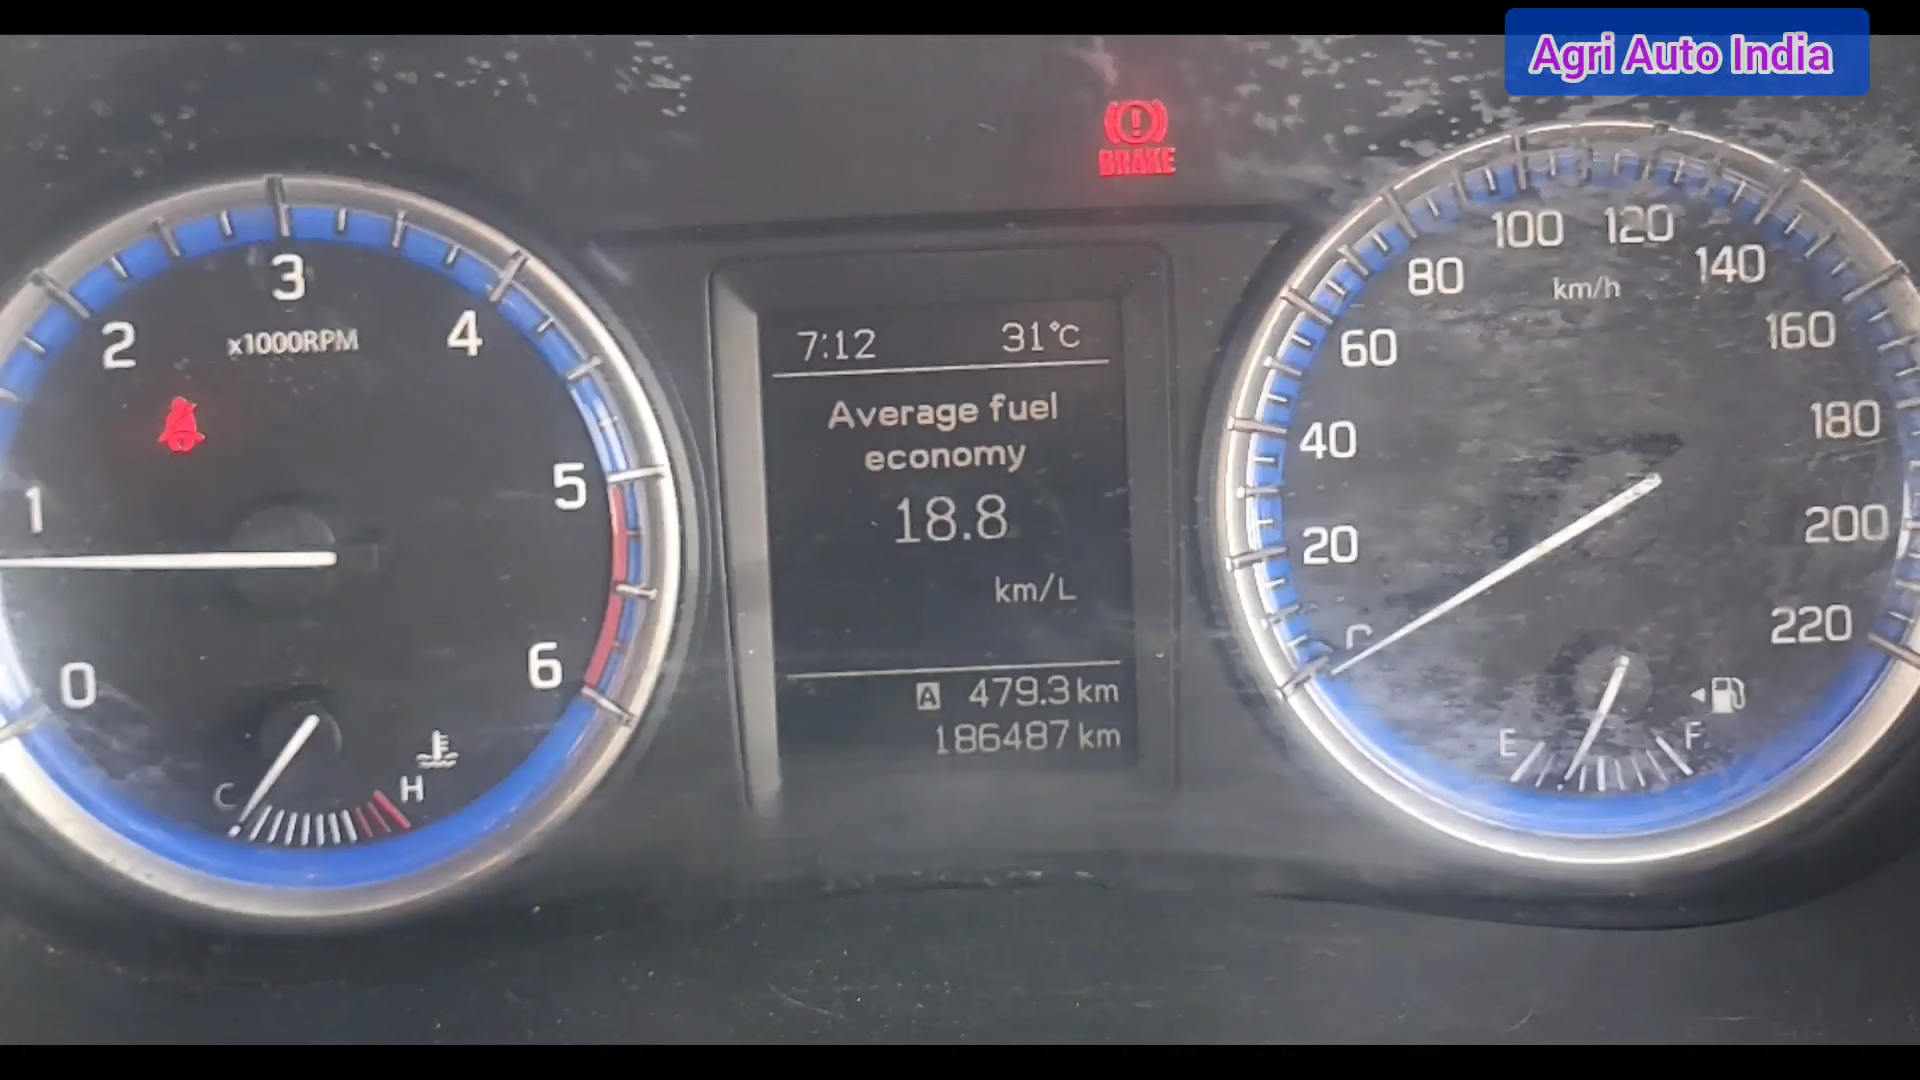 Agri Auto India
BRAKE
0
1
2
3
4
5
6
x1000RPM
C
H
7:12 31°C
Average fuel
economy
18.8
km/L
A 479.3 km
186487 km
20
40
60
80
100
120
140
160
180
200
220
km/h
E
F